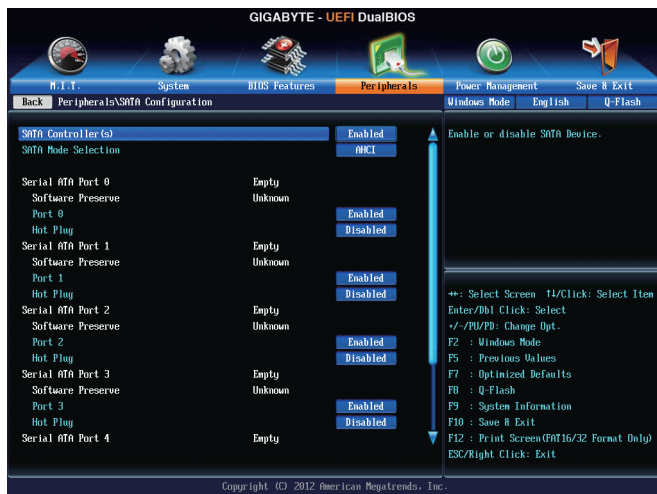 GIGABYTE - UEFI DualBIOS
M.I.T. System BIOS Features Peripherals Power Management Save & Exit
Back Peripherals\SATA Configuration Windows Mode English Q-Flash
SATA Controller(s) Enabled
SATA Mode Selection AHCI
Serial ATA Port 0 Empty
Software Preserve Unknown
Port 0 Enabled
Hot Plug Disabled
Serial ATA Port 1 Empty
Software Preserve Unknown
Port 1 Enabled
Hot Plug Disabled
Serial ATA Port 2 Empty
Software Preserve Unknown
Port 2 Enabled
Hot Plug Disabled
Serial ATA Port 3 Empty
Software Preserve Unknown
Port 3 Enabled
Hot Plug Disabled
Serial ATA Port 4 Empty
Enable or disable SATA Device.
↔: Select Screen ↑↓/Click: Select Item
Enter/Dbl Click: Select
+/-/PU/PD: Change Opt.
F2 : Windows Mode
F5 : Previous Values
F7 : Optimized Defaults
F8 : Q-Flash
F9 : System Information
F10 : Save & Exit
F12 : Print Screen(FAT16/32 Format Only)
ESC/Right Click: Exit
Copyright (C) 2012 American Megatrends, Inc.